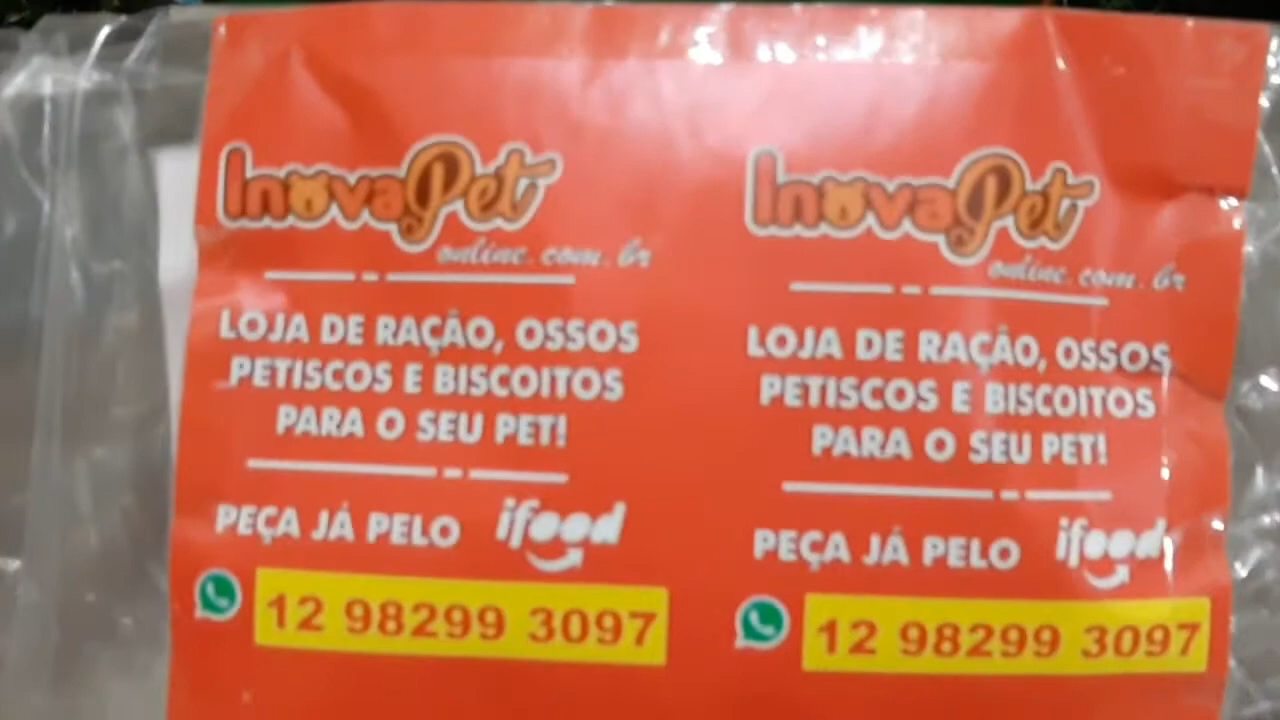 InovaPet
online.com.br
LOJA DE RAÇÃO, OSSOS
PETISCOS E BISCOITOS
PARA O SEU PET!
PEÇA JÁ PELO ifood
12 98299 3097
InovaPet
online.com.br
LOJA DE RAÇÃO, OSSOS
PETISCOS E BISCOITOS
PARA O SEU PET!
PEÇA JÁ PELO ifood
12 98299 3097